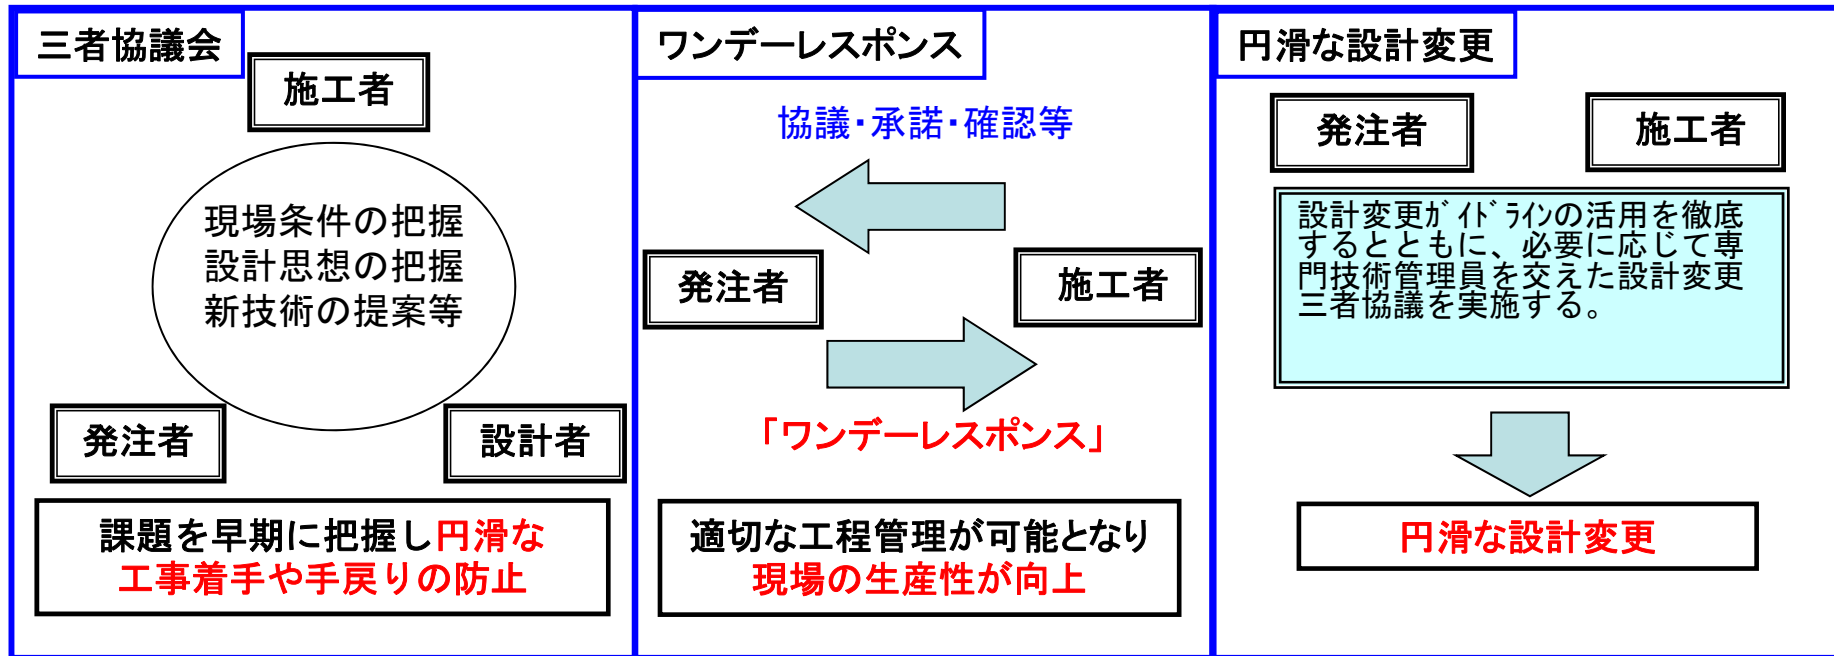 三者協議会
施工者
現場条件の把握
設計思想の把握
新技術の提案等
発注者
設計者
課題を早期に把握し円滑な
工事着手や手戻りの防止
ワンデーレスポンス
協議・承諾・確認等
発注者
施工者
「ワンデーレスポンス」
適切な工程管理が可能となり
現場の生産性が向上
円滑な設計変更
発注者
施工者
設計変更ｶﾞｲﾄﾞﾗｲﾝの活用を徹底
するとともに、必要に応じて専
門技術管理員を交えた設計変更
三者協議を実施する。
円滑な設計変更